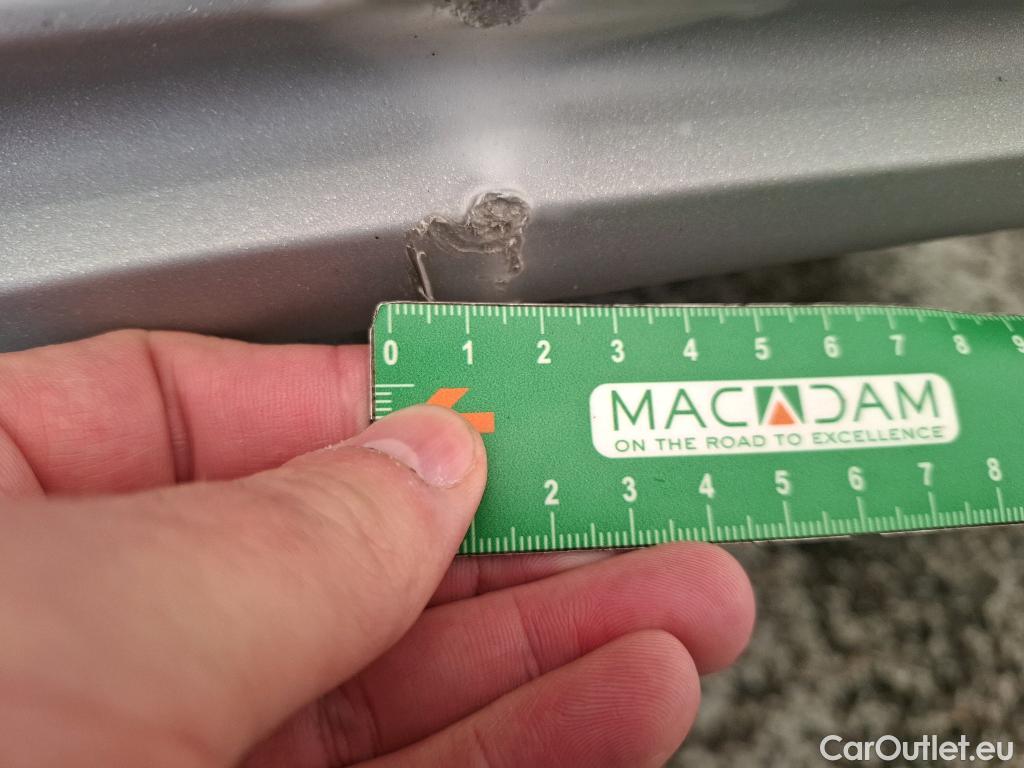 0 1 2 3 4 5 6 7 8 9
MACADAM
ON THE ROAD TO EXCELLENCE
2 3 4 5 6 7 8
CarOutlet.eu